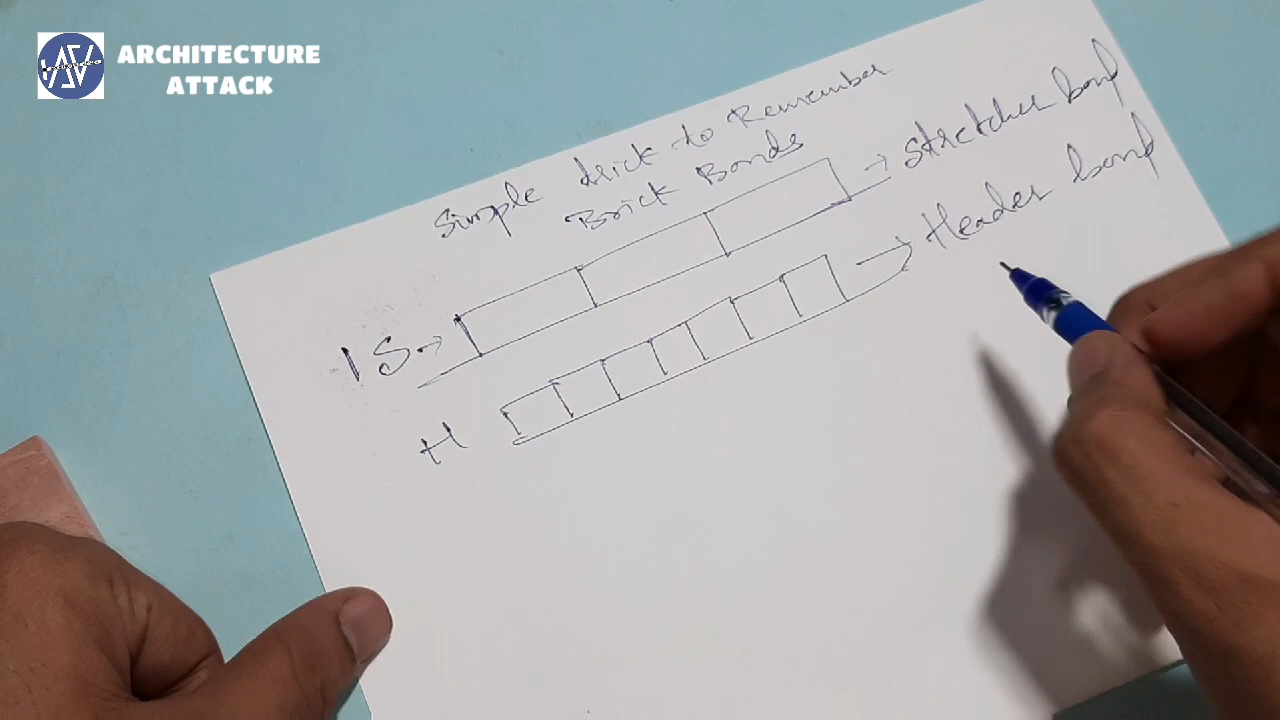 ARCHITECTURE
ATTACK
Simple trick to Remember
Brick Bonds
1 S → → Stretcher bond
H → Header bond